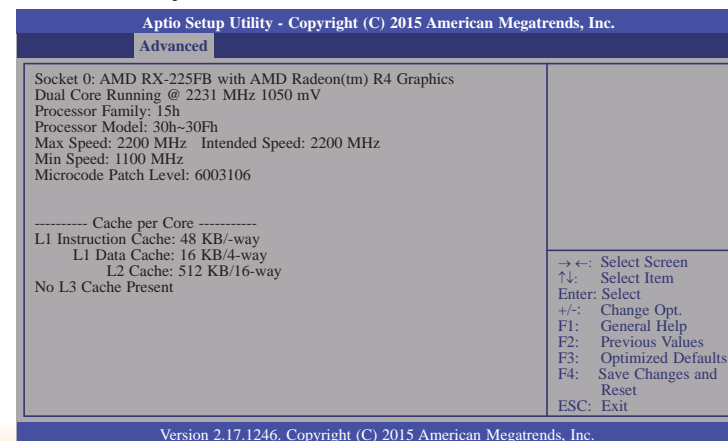 Aptio Setup Utility - Copyright (C) 2015 American Megatrends, Inc.
Advanced
Socket 0: AMD RX-225FB with AMD Radeon(tm) R4 Graphics
Dual Core Running @ 2231 MHz 1050 mV
Processor Family: 15h
Processor Model: 30h~30Fh
Max Speed: 2200 MHz Intended Speed: 2200 MHz
Min Speed: 1100 MHz
Microcode Patch Level: 6003106
---------- Cache per Core -----------
L1 Instruction Cache: 48 KB/-way
L1 Data Cache: 16 KB/4-way
L2 Cache: 512 KB/16-way
No L3 Cache Present
→←: Select Screen
↑↓: Select Item
Enter: Select
+/-: Change Opt.
F1: General Help
F2: Previous Values
F3: Optimized Defaults
F4: Save Changes and
Reset
ESC: Exit
Version 2.17.1246. Copyright (C) 2015 American Megatrends, Inc.